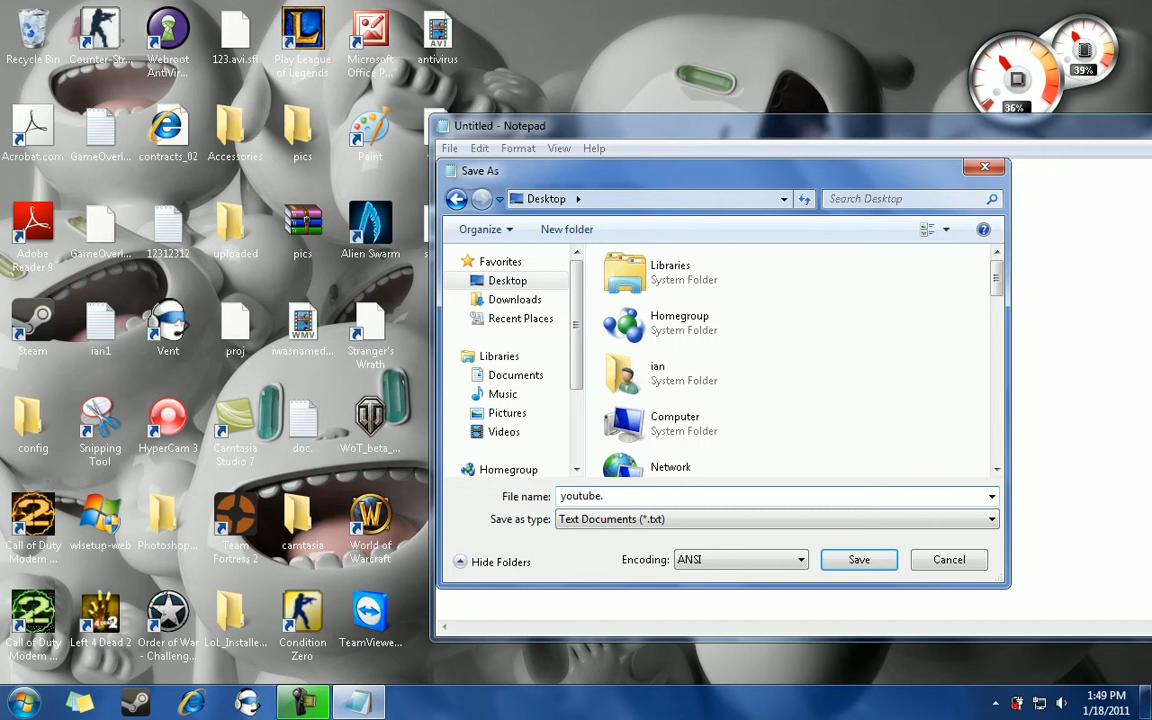 Recycle Bin
Counter-Str...
Webroot
AntiVir...
123.avi.sfl
Play League
of Legends
Microsoft
Office P...
AVI
antivirus
39%
36%
Acrobat.com
GameOverl...
contracts_02
Accessories
pics
Paint
Untitled - Notepad
File Edit Format View Help
Save As
Desktop
Search Desktop
Organize
New folder
Adobe
Reader 9
GameOverl...
12312312
uploaded
pics
Alien Swarm
Favorites
Desktop
Downloads
Recent Places
Libraries
Documents
Music
Pictures
Videos
Homegroup
Libraries
System Folder
Homegroup
System Folder
ian
System Folder
Computer
System Folder
Network
Steam
ian1
Vent
proj
WMV
iwasnamed...
Stranger's
Wrath
config
Snipping
Tool
HyperCam 3
Camtasia
Studio 7
doc.
WoT_beta_...
File name: youtube.
Save as type: Text Documents (*.txt)
Hide Folders
Encoding: ANSI
Save
Cancel
Call of Duty
Modern ...
wlsetup-web
Photoshop...
Team
Fortress 2
camtasia
World of
Warcraft
Call of Duty
Modern ...
Left 4 Dead 2
Order of War
- Challeng...
LoL_Installe...
Condition
Zero
TeamViewe...
1:49 PM
1/18/2011